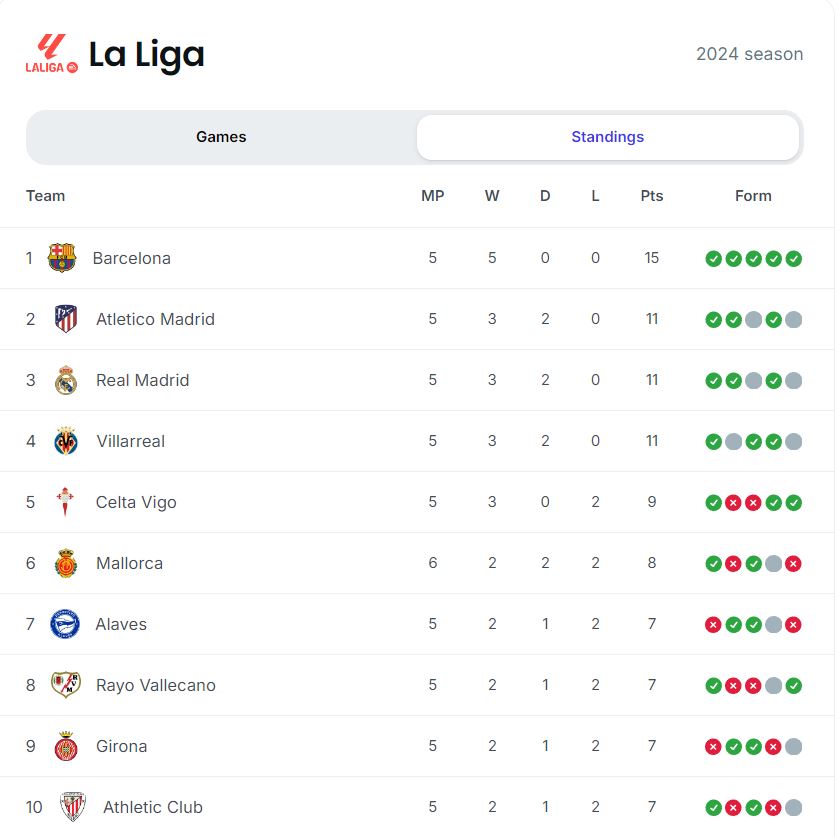 LALIGA
La Liga
2024 season
Games Standings
Team MP W D L Pts Form
1 Barcelona 5 5 0 0 15
2 Atletico Madrid 5 3 2 0 11
3 Real Madrid 5 3 2 0 11
4 Villarreal 5 3 2 0 11
5 Celta Vigo 5 3 0 2 9
6 Mallorca 6 2 2 2 8
7 Alaves 5 2 1 2 7
8 Rayo Vallecano 5 2 1 2 7
9 Girona 5 2 1 2 7
10 Athletic Club 5 2 1 2 7